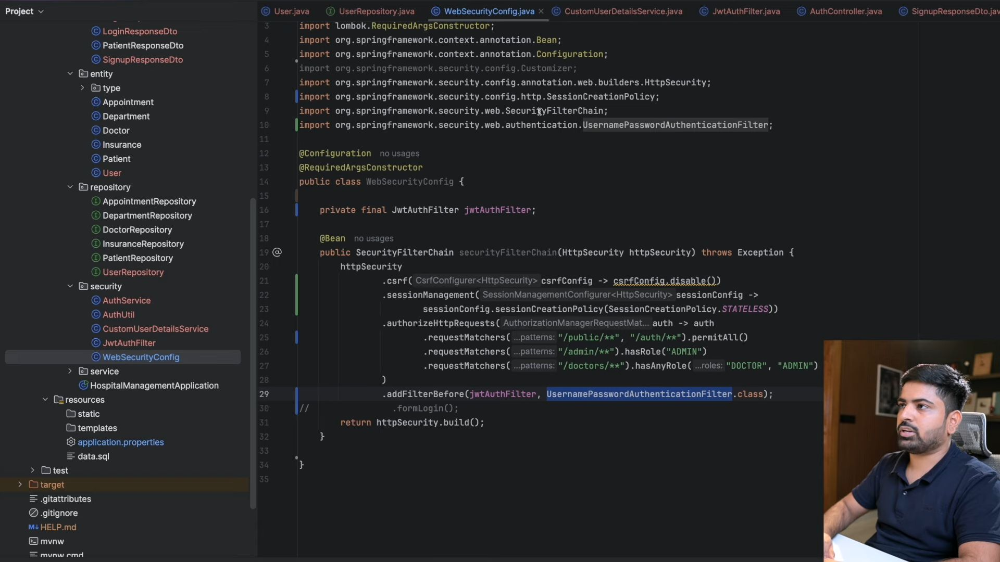 Project
User.java
UserRepository.java
WebSecurityConfig.java
CustomUserDetailsService.java
JwtAuthFilter.java
AuthController.java
SignupResponseDto.jav
LoginResponseDto
PatientResponseDto
SignupResponseDto
entity
type
Appointment
Department
Doctor
Insurance
Patient
User
repository
AppointmentRepository
DepartmentRepository
DoctorRepository
InsuranceRepository
PatientRepository
UserRepository
security
AuthService
AuthUtil
CustomUserDetailsService
JwtAuthFilter
WebSecurityConfig
service
HospitalManagementApplication
resources
static
templates
application.properties
data.sql
test
target
.gitattributes
.gitignore
M↓ HELP.md
mvnw
mvnw.cmd
3 import lombok.RequiredArgsConstructor;
4 import org.springframework.context.annotation.Bean;
5 import org.springframework.context.annotation.Configuration;
6 import org.springframework.security.config.Customizer;
7 import org.springframework.security.config.annotation.web.builders.HttpSecurity;
8 import org.springframework.security.config.http.SessionCreationPolicy;
9 import org.springframework.security.web.SecurityFilterChain;
10 import org.springframework.security.web.authentication.UsernamePasswordAuthenticationFilter;
11
12 @Configuration no usages
13 @RequiredArgsConstructor
14 public class WebSecurityConfig {
15
16 private final JwtAuthFilter jwtAuthFilter;
17
18 @Bean no usages
19 @ public SecurityFilterChain securityFilterChain(HttpSecurity httpSecurity) throws Exception {
20 httpSecurity
21 .csrf( CsrfConfigurer<HttpSecurity> csrfConfig -> csrfConfig.disable())
22 .sessionManagement( SessionManagementConfigurer<HttpSecurity> sessionConfig ->
23 sessionConfig.sessionCreationPolicy(SessionCreationPolicy.STATELESS))
24 .authorizeHttpRequests( AuthorizationManagerRequestMat... auth -> auth
25 .requestMatchers( ...patterns: "/public/**", "/auth/**").permitAll()
26 .requestMatchers( ...patterns: "/admin/**").hasRole("ADMIN")
27 .requestMatchers( ...patterns: "/doctors/**").hasAnyRole( ...roles: "DOCTOR", "ADMIN")
28 )
29 .addFilterBefore(jwtAuthFilter, UsernamePasswordAuthenticationFilter.class);
30 // .formLogin();
31 return httpSecurity.build();
32 }
33
34 }
35